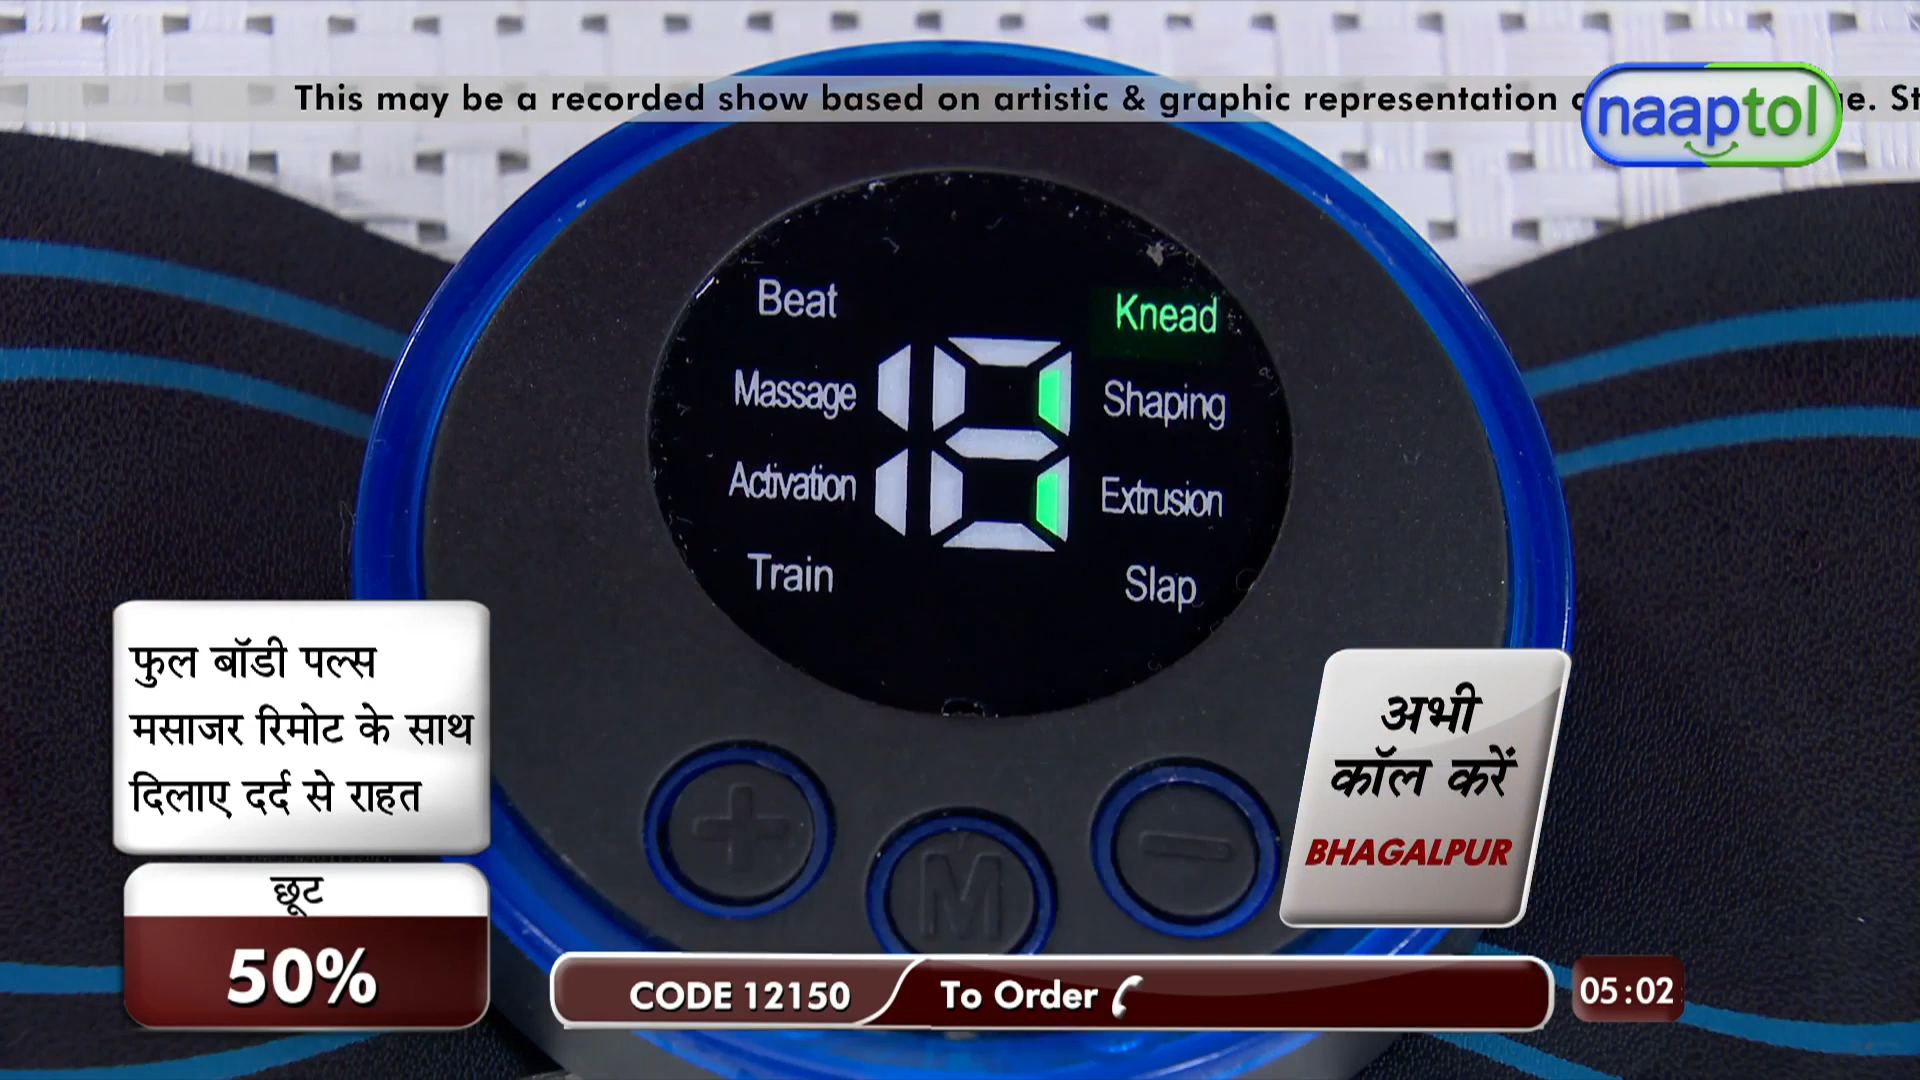 This may be a recorded show based on artistic & graphic representation
naaptol
Beat
Knead
Massage
Shaping
Activation
Extrusion
Train
Slap
M
फुल बॉडी पल्स
मसाजर रिमोट के साथ
दिलाए दर्द से राहत
छूट
50%
अभी
कॉल करें
BHAGALPUR
CODE 12150
To Order
05:02